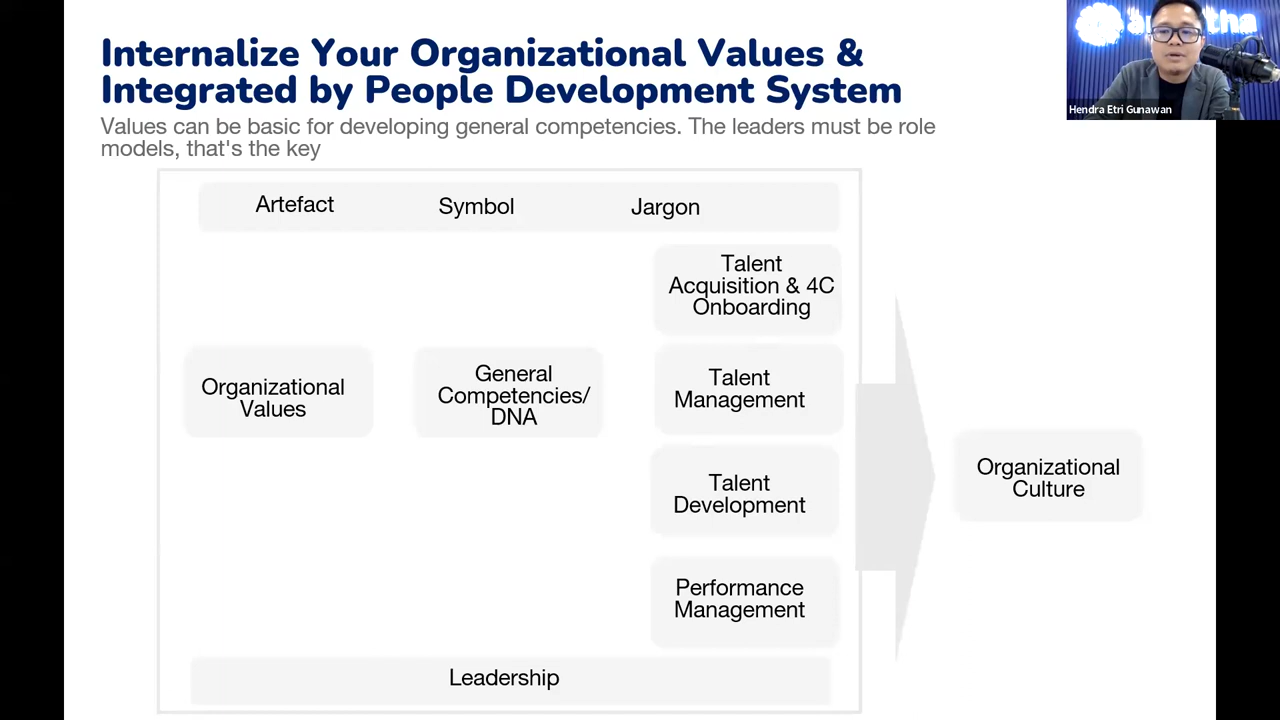 Internalize Your Organizational Values &
Integrated by People Development System
Values can be basic for developing general competencies. The leaders must be role
models, that's the key
Hendra Etri Gunawan
Artefact Symbol Jargon
Talent
Acquisition & 4C
Onboarding
Organizational
Values
General
Competencies/
DNA
Talent
Management
Talent
Development
Performance
Management
Leadership
Organizational
Culture